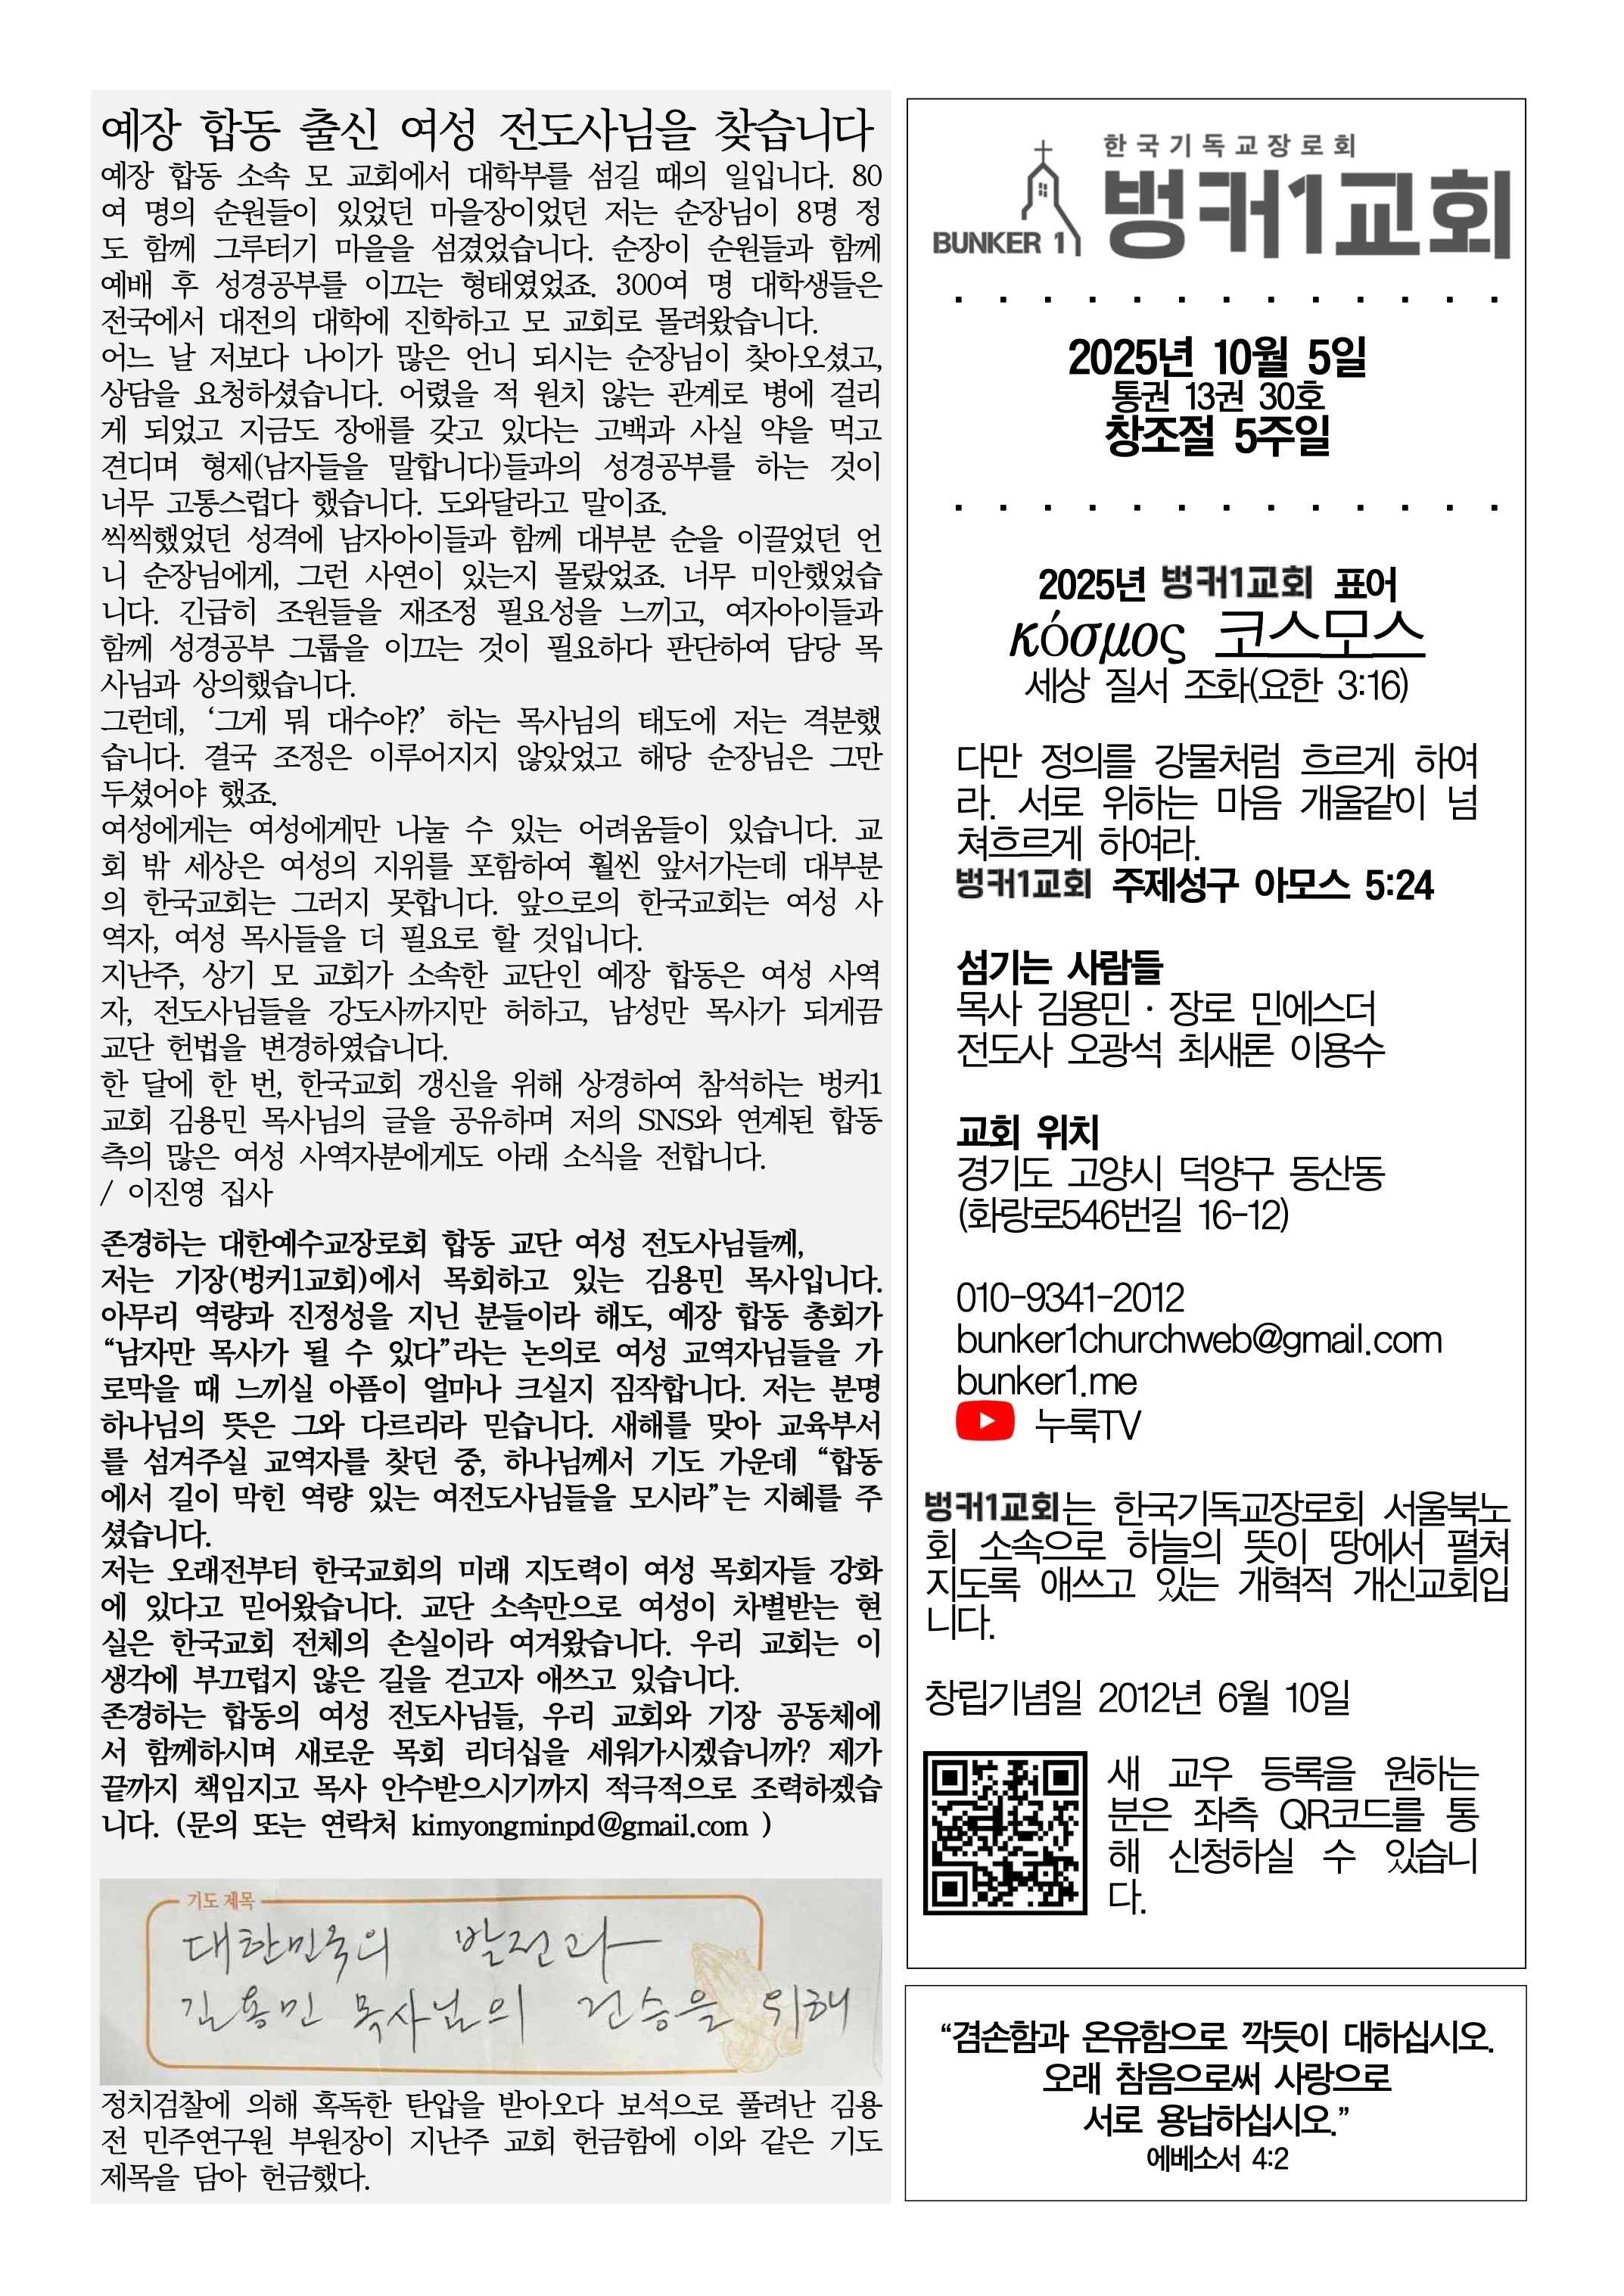 예장 합동 출신 여성 전도사님을 찾습니다
예장 합동 소속 모 교회에서 대학부를 섬길 때의 일입니다. 80
여 명의 순원들이 있었던 마을장이었던 저는 순장님이 8명 정
도 함께 그루터기 마을을 섬겼었습니다. 순장이 순원들과 함께
예배 후 성경공부를 이끄는 형태였었죠. 300여 명 대학생들은
전국에서 대전의 대학에 진학하고 모 교회로 몰려왔습니다.
어느 날 저보다 나이가 많은 언니 되시는 순장님이 찾아오셨고,
상담을 요청하셨습니다. 어렸을 적 원치 않는 관계로 병에 걸리
게 되었고 지금도 장애를 갖고 있다는 고백과 사실 약을 먹고
견디며 형제(남자들을 말합니다)들과의 성경공부를 하는 것이
너무 고통스럽다 했습니다. 도와달라고 말이죠.
씩씩했었던 성격에 남자아이들과 함께 대부분 순을 이끌었던 언
니 순장님에게, 그런 사연이 있는지 몰랐었죠. 너무 미안했었습
니다. 긴급히 조원들을 재조정 필요성을 느끼고, 여자아이들과
함께 성경공부 그룹을 이끄는 것이 필요하다 판단하여 담당 목
사님과 상의했습니다.
그런데, ‘그게 뭐 대수야?’ 하는 목사님의 태도에 저는 격분했
습니다. 결국 조정은 이루어지지 않았었고 해당 순장님은 그만
두셨어야 했죠.
여성에게는 여성에게만 나눌 수 있는 어려움들이 있습니다. 교
회 밖 세상은 여성의 지위를 포함하여 훨씬 앞서가는데 대부분
의 한국교회는 그러지 못합니다. 앞으로의 한국교회는 여성 사
역자, 여성 목사들을 더 필요로 할 것입니다.
지난주, 상기 모 교회가 소속한 교단인 예장 합동은 여성 사역
자, 전도사님들을 강도사까지만 허하고, 남성만 목사가 되게끔
교단 헌법을 변경하였습니다.
한 달에 한 번, 한국교회 갱신을 위해 상경하여 참석하는 벙커1
교회 김용민 목사님의 글을 공유하며 저의 SNS와 연계된 합동
측의 많은 여성 사역자분에게도 아래 소식을 전합니다.
/ 이진영 집사
존경하는 대한예수교장로회 합동 교단 여성 전도사님들께,
저는 기장(벙커1교회)에서 목회하고 있는 김용민 목사입니다.
아무리 역량과 진정성을 지닌 분들이라 해도, 예장 합동 총회가
“남자만 목사가 될 수 있다”라는 논의로 여성 교역자님들을 가
로막을 때 느끼실 아픔이 얼마나 크실지 짐작합니다. 저는 분명
하나님의 뜻은 그와 다르리라 믿습니다. 새해를 맞아 교육부서
를 섬겨주실 교역자를 찾던 중, 하나님께서 기도 가운데 “합동
에서 길이 막힌 역량 있는 여전도사님들을 모시라”는 지혜를 주
셨습니다.
저는 오래전부터 한국교회의 미래 지도력이 여성 목회자들 강화
에 있다고 믿어왔습니다. 교단 소속만으로 여성이 차별받는 현
실은 한국교회 전체의 손실이라 여겨왔습니다. 우리 교회는 이
생각에 부끄럽지 않은 길을 걷고자 애쓰고 있습니다.
존경하는 합동의 여성 전도사님들, 우리 교회와 기장 공동체에
서 함께하시며 새로운 목회 리더십을 세워가시겠습니까? 제가
끝까지 책임지고 목사 안수받으시기까지 적극적으로 조력하겠습
니다. (문의 또는 연락처 kimyongminpd@gmail.com )
기도 제목
대한민국의 발전과
김용민 목사님의 건승을 위해
정치검찰에 의해 혹독한 탄압을 받아오다 보석으로 풀려난 김용
전 민주연구원 부원장이 지난주 교회 헌금함에 이와 같은 기도
제목을 담아 헌금했다.
한국기독교장로회
BUNKER 1 벙커1교회
2025년 10월 5일
통권 13권 30호
창조절 5주일
2025년 벙커1교회 표어
κόσμος 코스모스
세상 질서 조화(요한 3:16)
다만 정의를 강물처럼 흐르게 하여
라. 서로 위하는 마음 개울같이 넘
쳐흐르게 하여라.
벙커1교회 주제성구 아모스 5:24
섬기는 사람들
목사 김용민 · 장로 민에스더
전도사 오광석 최새론 이용수
교회 위치
경기도 고양시 덕양구 동산동
(화랑로546번길 16-12)
010-9341-2012
bunker1churchweb@gmail.com
bunker1.me
누룩TV
벙커1교회는 한국기독교장로회 서울북노
회 소속으로 하늘의 뜻이 땅에서 펼쳐
지도록 애쓰고 있는 개혁적 개신교회입
니다.
창립기념일 2012년 6월 10일
새 교우 등록을 원하는
분은 좌측 QR코드를 통
해 신청하실 수 있습니
다.
“겸손함과 온유함으로 깍듯이 대하십시오.
오래 참음으로써 사랑으로
서로 용납하십시오.”
에베소서 4:2